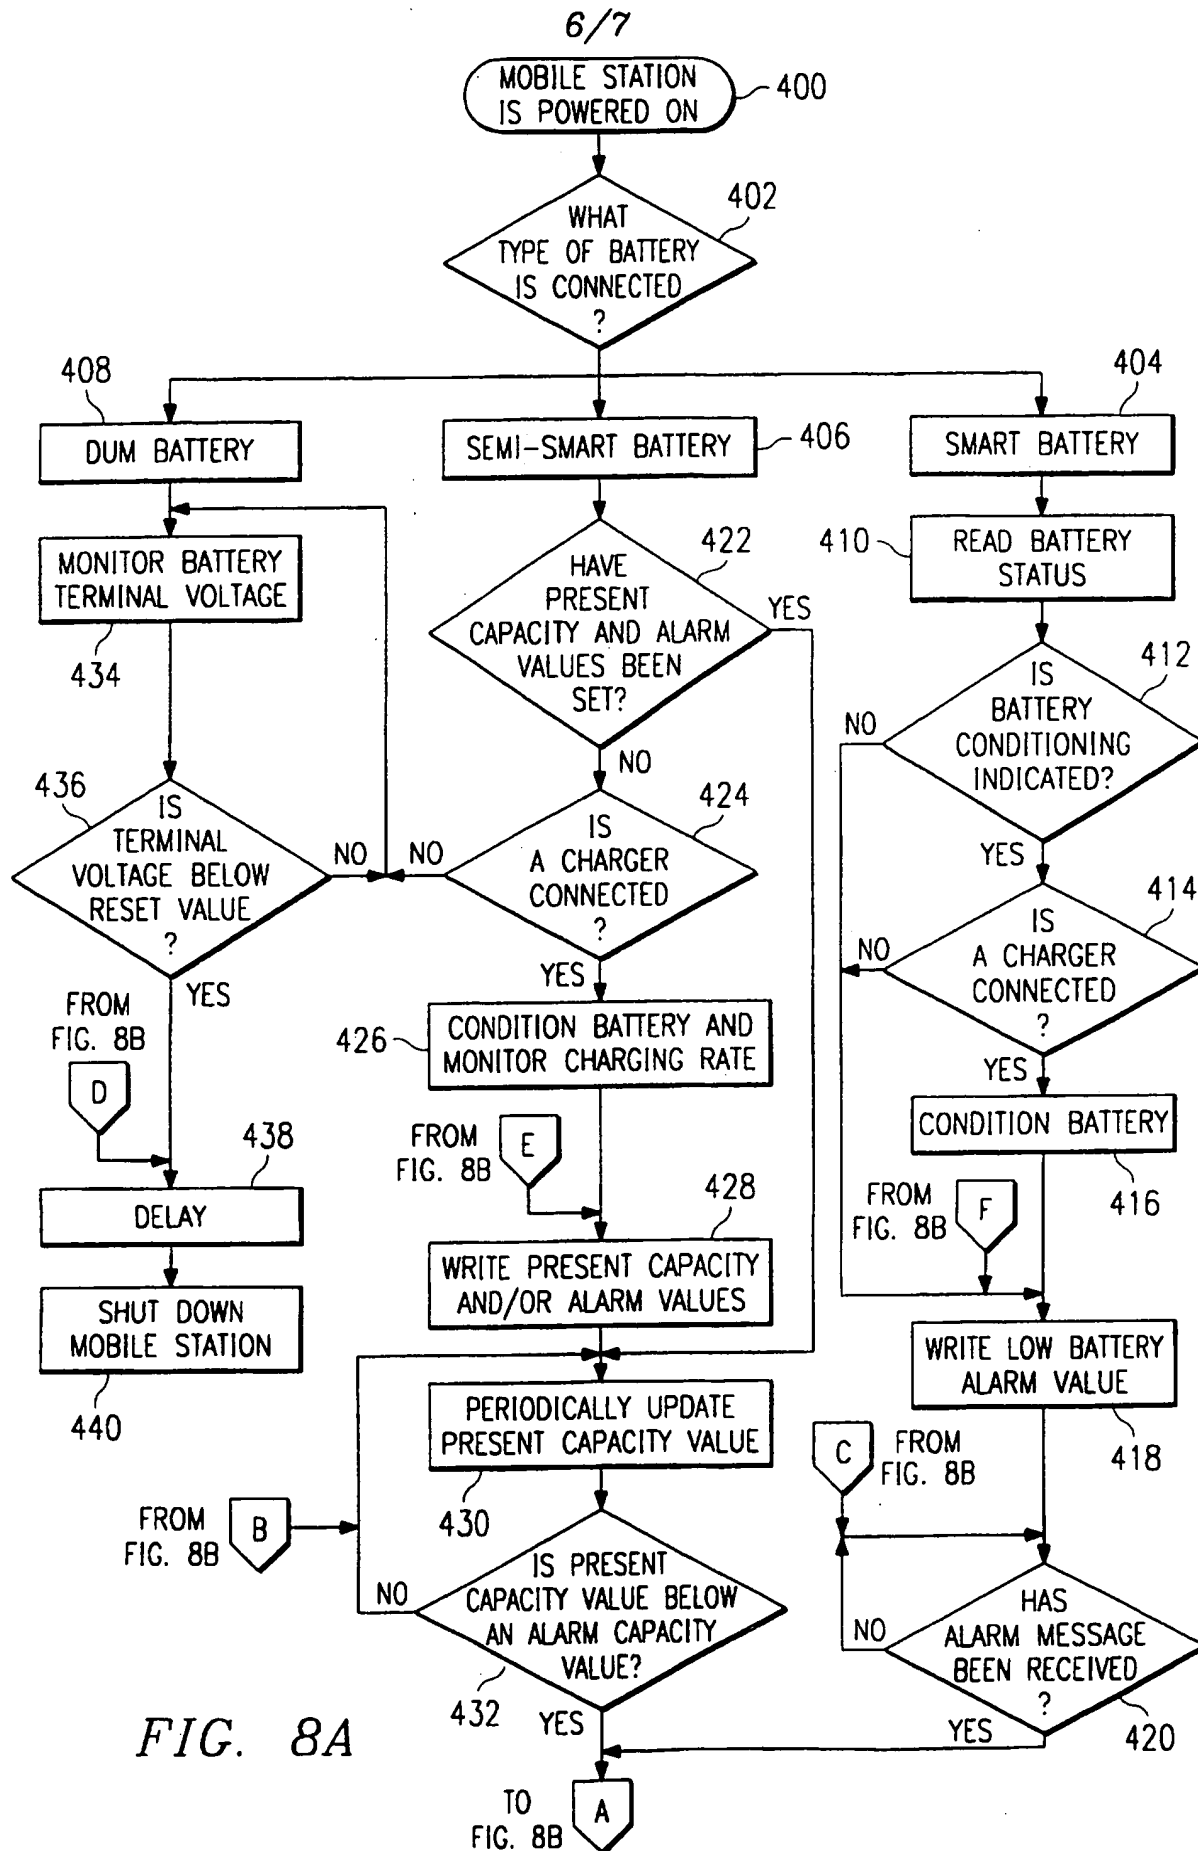 6/7
MOBILE STATION
IS POWERED ON
400
WHAT
TYPE OF BATTERY
IS CONNECTED
?
402
408
DUM BATTERY
SEMI-SMART BATTERY
406
404
SMART BATTERY
MONITOR BATTERY
TERMINAL VOLTAGE
434
HAVE
PRESENT
CAPACITY AND ALARM
VALUES BEEN
SET?
422
YES
NO
410
READ BATTERY
STATUS
IS
BATTERY
CONDITIONING
INDICATED?
412
NO
YES
436
IS
TERMINAL
VOLTAGE BELOW
RESET VALUE
?
NO
YES
NO
IS
A CHARGER
CONNECTED
?
424
YES
IS
A CHARGER
CONNECTED
?
414
NO
YES
FROM
FIG. 8B
D
438
DELAY
SHUT DOWN
MOBILE STATION
440
426
CONDITION BATTERY AND
MONITOR CHARGING RATE
FROM
FIG. 8B
E
428
WRITE PRESENT CAPACITY
AND/OR ALARM VALUES
CONDITION BATTERY
416
FROM
FIG. 8B
F
WRITE LOW BATTERY
ALARM VALUE
418
PERIODICALLY UPDATE
PRESENT CAPACITY VALUE
430
FROM
FIG. 8B
B
C
FROM
FIG. 8B
IS PRESENT
CAPACITY VALUE BELOW
AN ALARM CAPACITY
VALUE?
432
NO
YES
HAS
ALARM MESSAGE
BEEN RECEIVED
?
420
NO
YES
FIG. 8A
TO
FIG. 8B
A